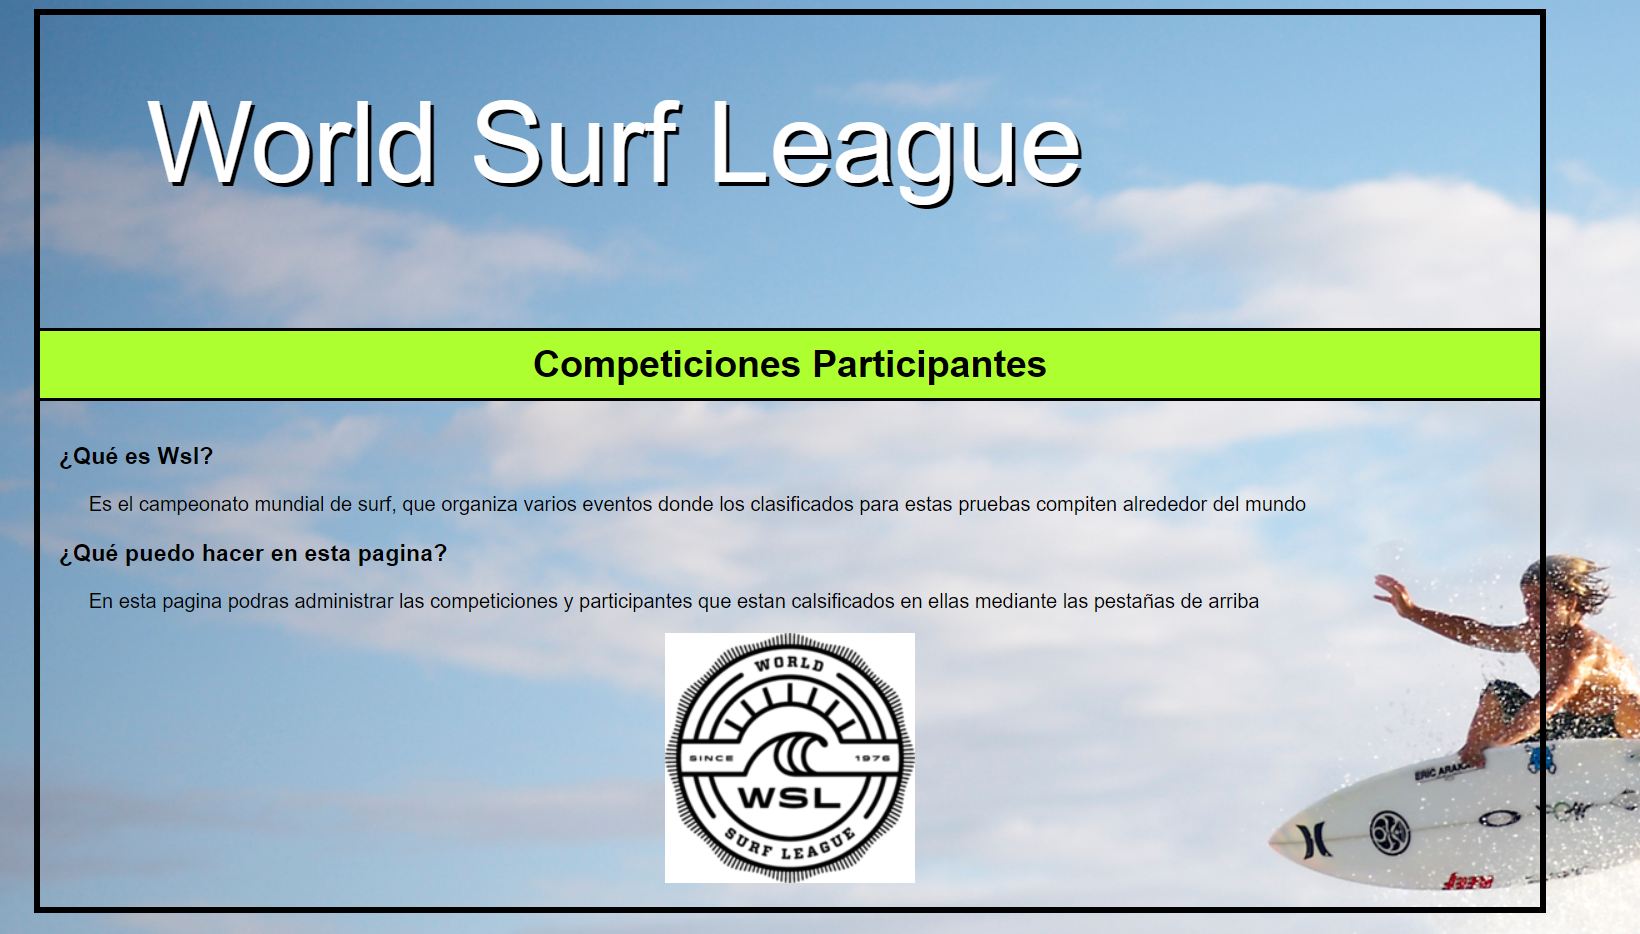 World Surf League
Competiciones Participantes
¿Qué es Wsl?
Es el campeonato mundial de surf, que organiza varios eventos donde los clasificados para estas pruebas compiten alrededor del mundo
¿Qué puedo hacer en esta pagina?
En esta pagina podras administrar las competiciones y participantes que estan calsificados en ellas mediante las pestañas de arriba
WORLD
SINCE 1976
WSL
SURF LEAGUE